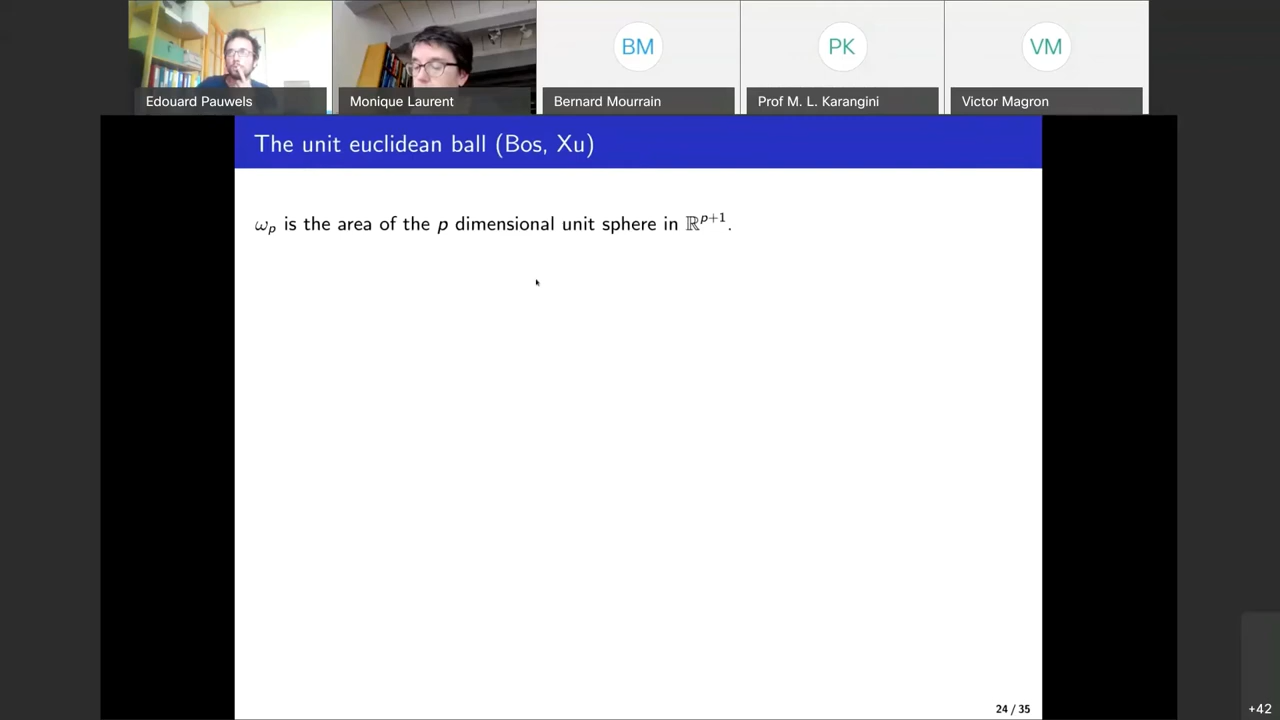 BM
PK
VM
Edouard Pauwels
Monique Laurent
Bernard Mourrain
Prof M. L. Karangini
Victor Magron
The unit euclidean ball (Bos, Xu)
ωₚ is the area of the p dimensional unit sphere in ℝᵖ⁺¹.
24 / 35
+42